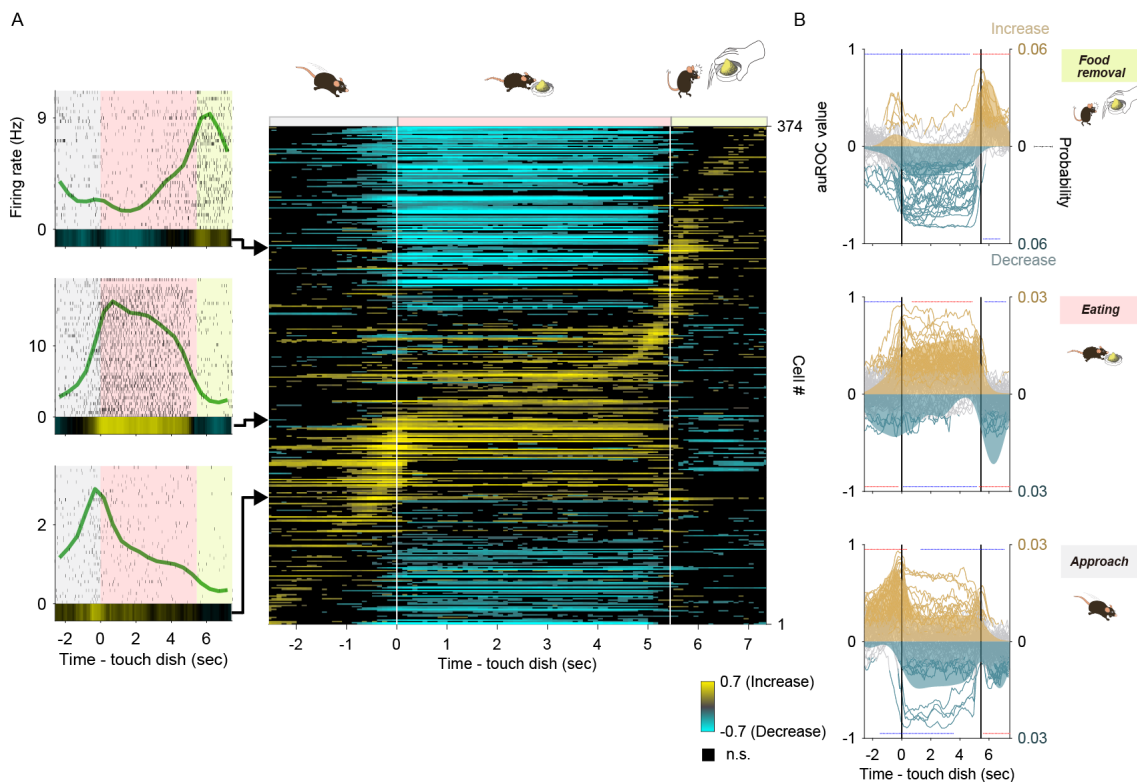 A
Firing rate (Hz)
9
0
10
0
2
0
-2 0 2 4 6
Time - touch dish (sec)
374
1
Cell #
-2 -1 0 1 2 3 4 5 6 7
Time - touch dish (sec)
0.7 (Increase)
-0.7 (Decrease)
n.s.
B
Increase
1
0
-1
auROC value
0.06
0
0.06
Probability
Decrease
Food
removal
1
0
-1
0.03
0
0.03
Eating
1
0
-1
0.03
0
0.03
Approach
-2 0 2 4 6
Time - touch dish (sec)